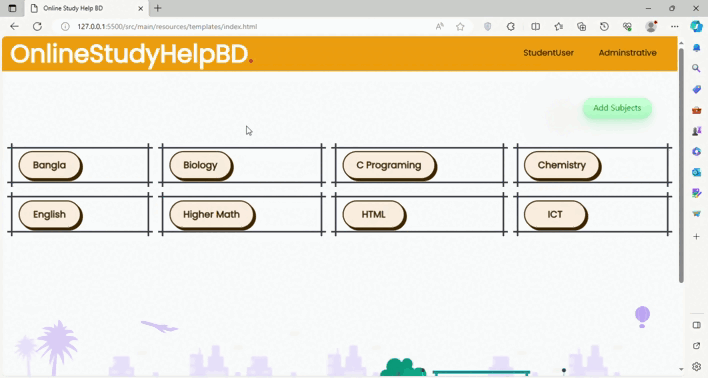 Online Study Help BD
127.0.0.1:5500/src/main/resources/templates/index.html
OnlineStudyHelpBD.
StudentUser Adminstrative
Add Subjects
Bangla Biology C Programing Chemistry
English Higher Math HTML ICT